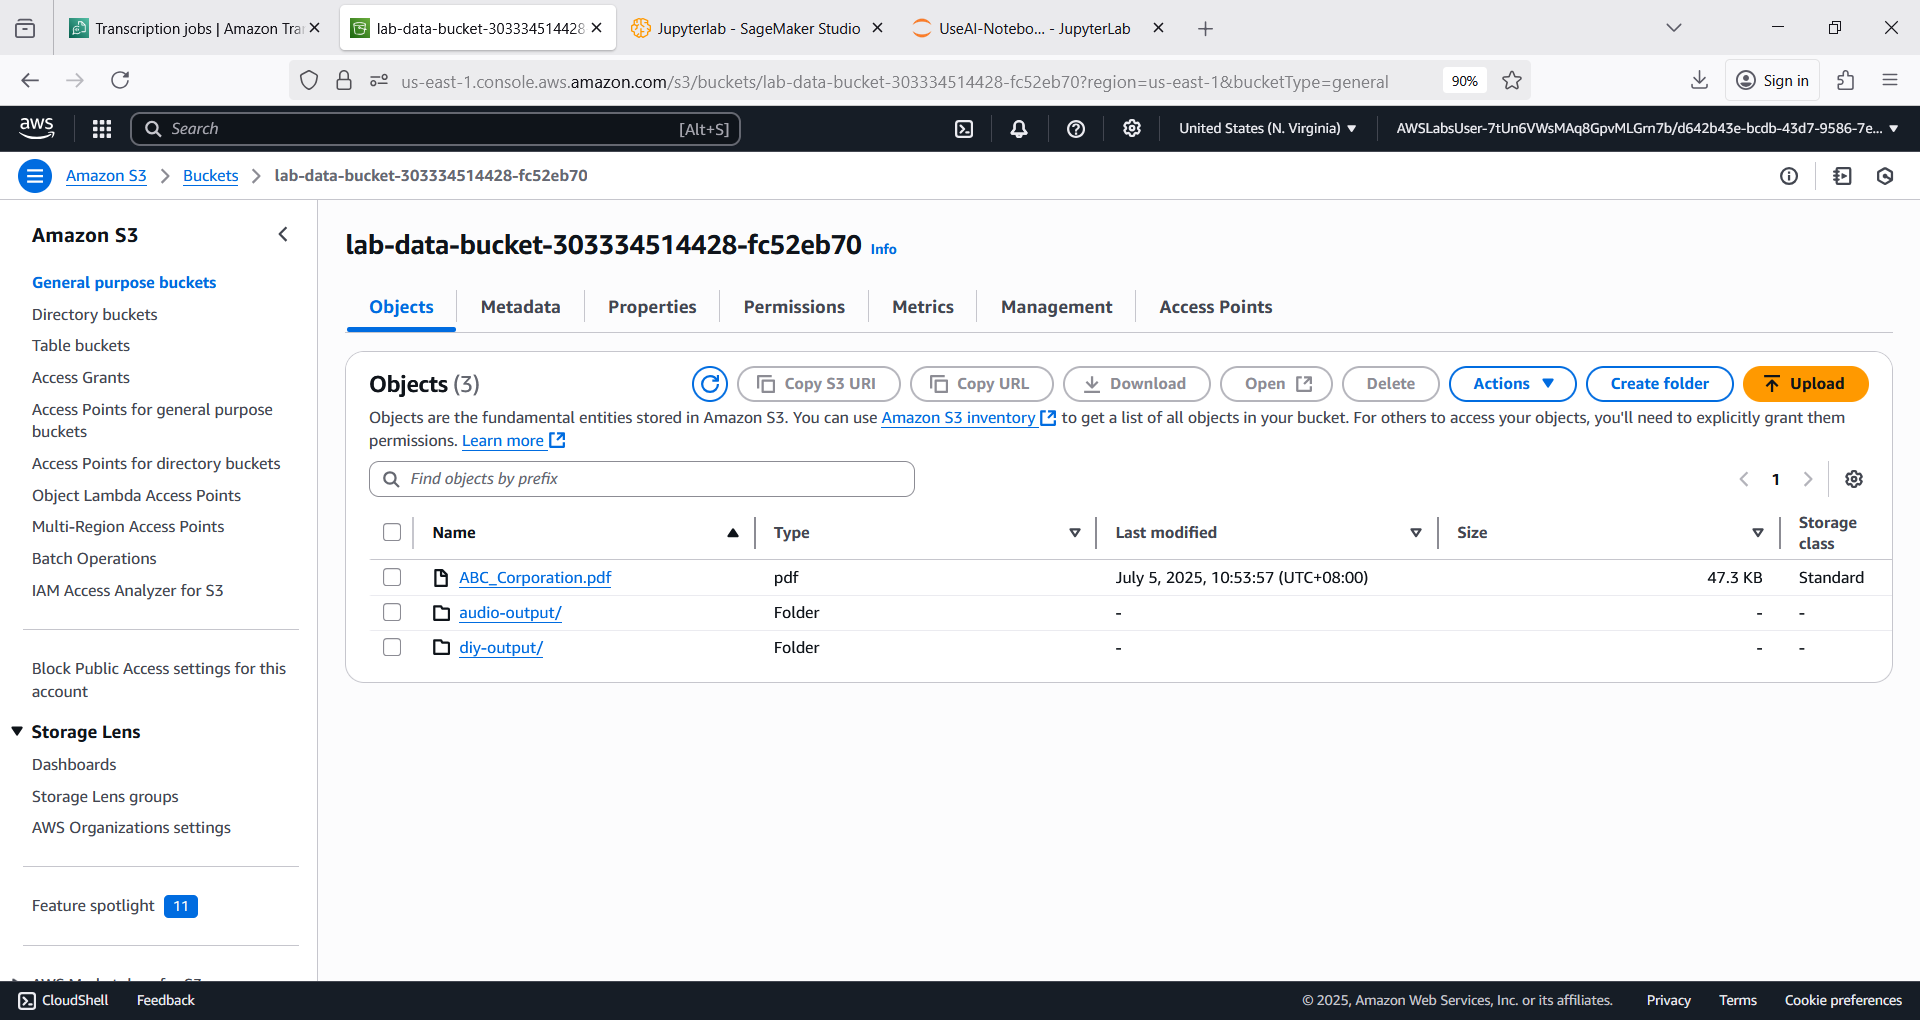 Transcription jobs | Amazon Tra
lab-data-bucket-303334514428
Jupyterlab - SageMaker Studio
UseAI-Notebo... - JupyterLab
us-east-1.console.aws.amazon.com/s3/buckets/lab-data-bucket-303334514428-fc52eb70?region=us-east-1&bucketType=general
90%
Sign in
aws
Search
[Alt+S]
United States (N. Virginia)
AWSLabsUser-7tUn6VWsMAq8GpvMLGrn7b/d642b43e-bcdb-43d7-9586-7e...
Amazon S3
Buckets
lab-data-bucket-303334514428-fc52eb70
Amazon S3
General purpose buckets
Directory buckets
Table buckets
Access Grants
Access Points for general purpose
buckets
Access Points for directory buckets
Object Lambda Access Points
Multi-Region Access Points
Batch Operations
IAM Access Analyzer for S3
Block Public Access settings for this
account
Storage Lens
Dashboards
Storage Lens groups
AWS Organizations settings
Feature spotlight 11
lab-data-bucket-303334514428-fc52eb70 Info
Objects
Metadata
Properties
Permissions
Metrics
Management
Access Points
Objects (3)
Copy S3 URI
Copy URL
Download
Open
Delete
Actions
Create folder
Upload
Objects are the fundamental entities stored in Amazon S3. You can use Amazon S3 inventory to get a list of all objects in your bucket. For others to access your objects, you'll need to explicitly grant them
permissions. Learn more
Find objects by prefix
1
Name Type Last modified Size Storage class
ABC_Corporation.pdf pdf July 5, 2025, 10:53:57 (UTC+08:00) 47.3 KB Standard
audio-output/ Folder - - -
diy-output/ Folder - - -
CloudShell
Feedback
© 2025, Amazon Web Services, Inc. or its affiliates.
Privacy
Terms
Cookie preferences